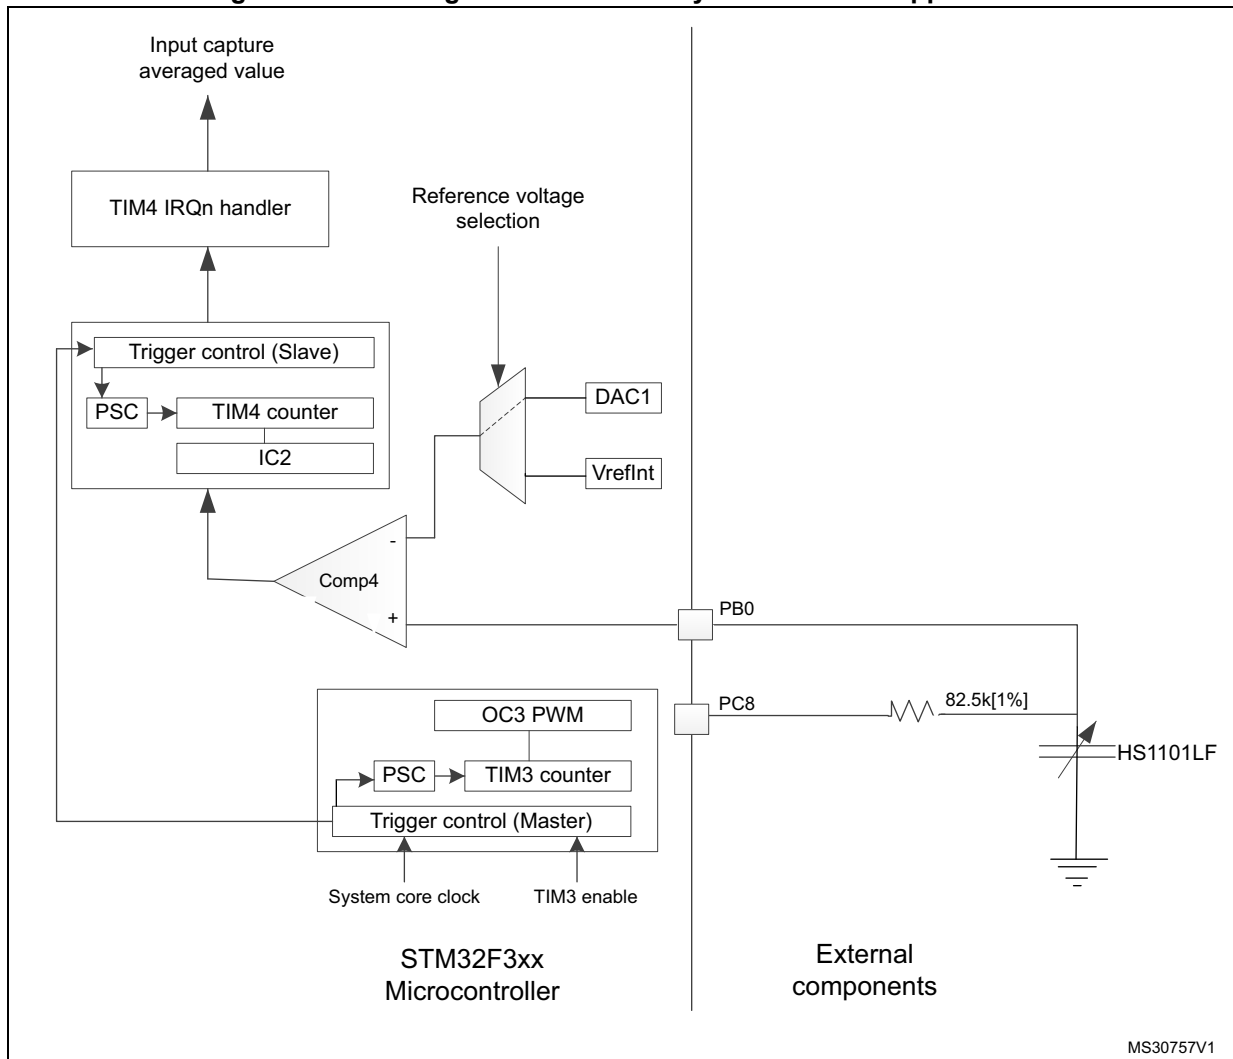 Input capture
averaged value
TIM4 IRQn handler
Reference voltage
selection
Trigger control (Slave)
PSC
TIM4 counter
IC2
DAC1
VrefInt
-
Comp4
+
PB0
PC8
82.5k[1%]
HS1101LF
OC3 PWM
PSC
TIM3 counter
Trigger control (Master)
System core clock
TIM3 enable
STM32F3xx
Microcontroller
External
components
MS30757V1